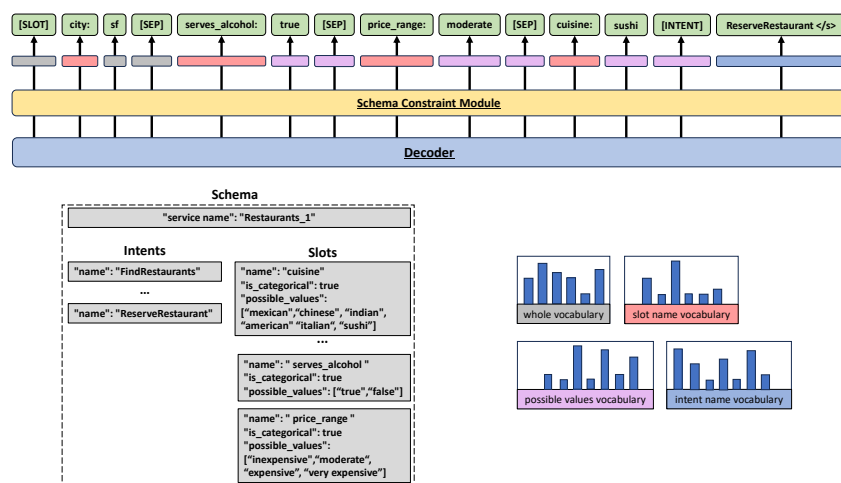 [SLOT] city: sf [SEP] serves_alcohol: true [SEP] price_range: moderate [SEP] cuisine: sushi [INTENT] ReserveRestaurant </s>
Schema Constraint Module
Decoder
Schema
"service name": "Restaurants_1"
Intents
"name": "FindRestaurants"
...
"name": "ReserveRestaurant"
Slots
"name": "cuisine"
"is_categorical": true
"possible_values":
[“mexican”,“chinese”, “indian”,
“american” “italian“, “sushi”]
...
"name": " serves_alcohol "
"is_categorical": true
"possible_values": [“true”,“false”]
"name": " price_range "
"is_categorical": true
"possible_values":
[“inexpensive”,“moderate“,
“expensive”, “very expensive”]
whole vocabulary
slot name vocabulary
possible values vocabulary
intent name vocabulary